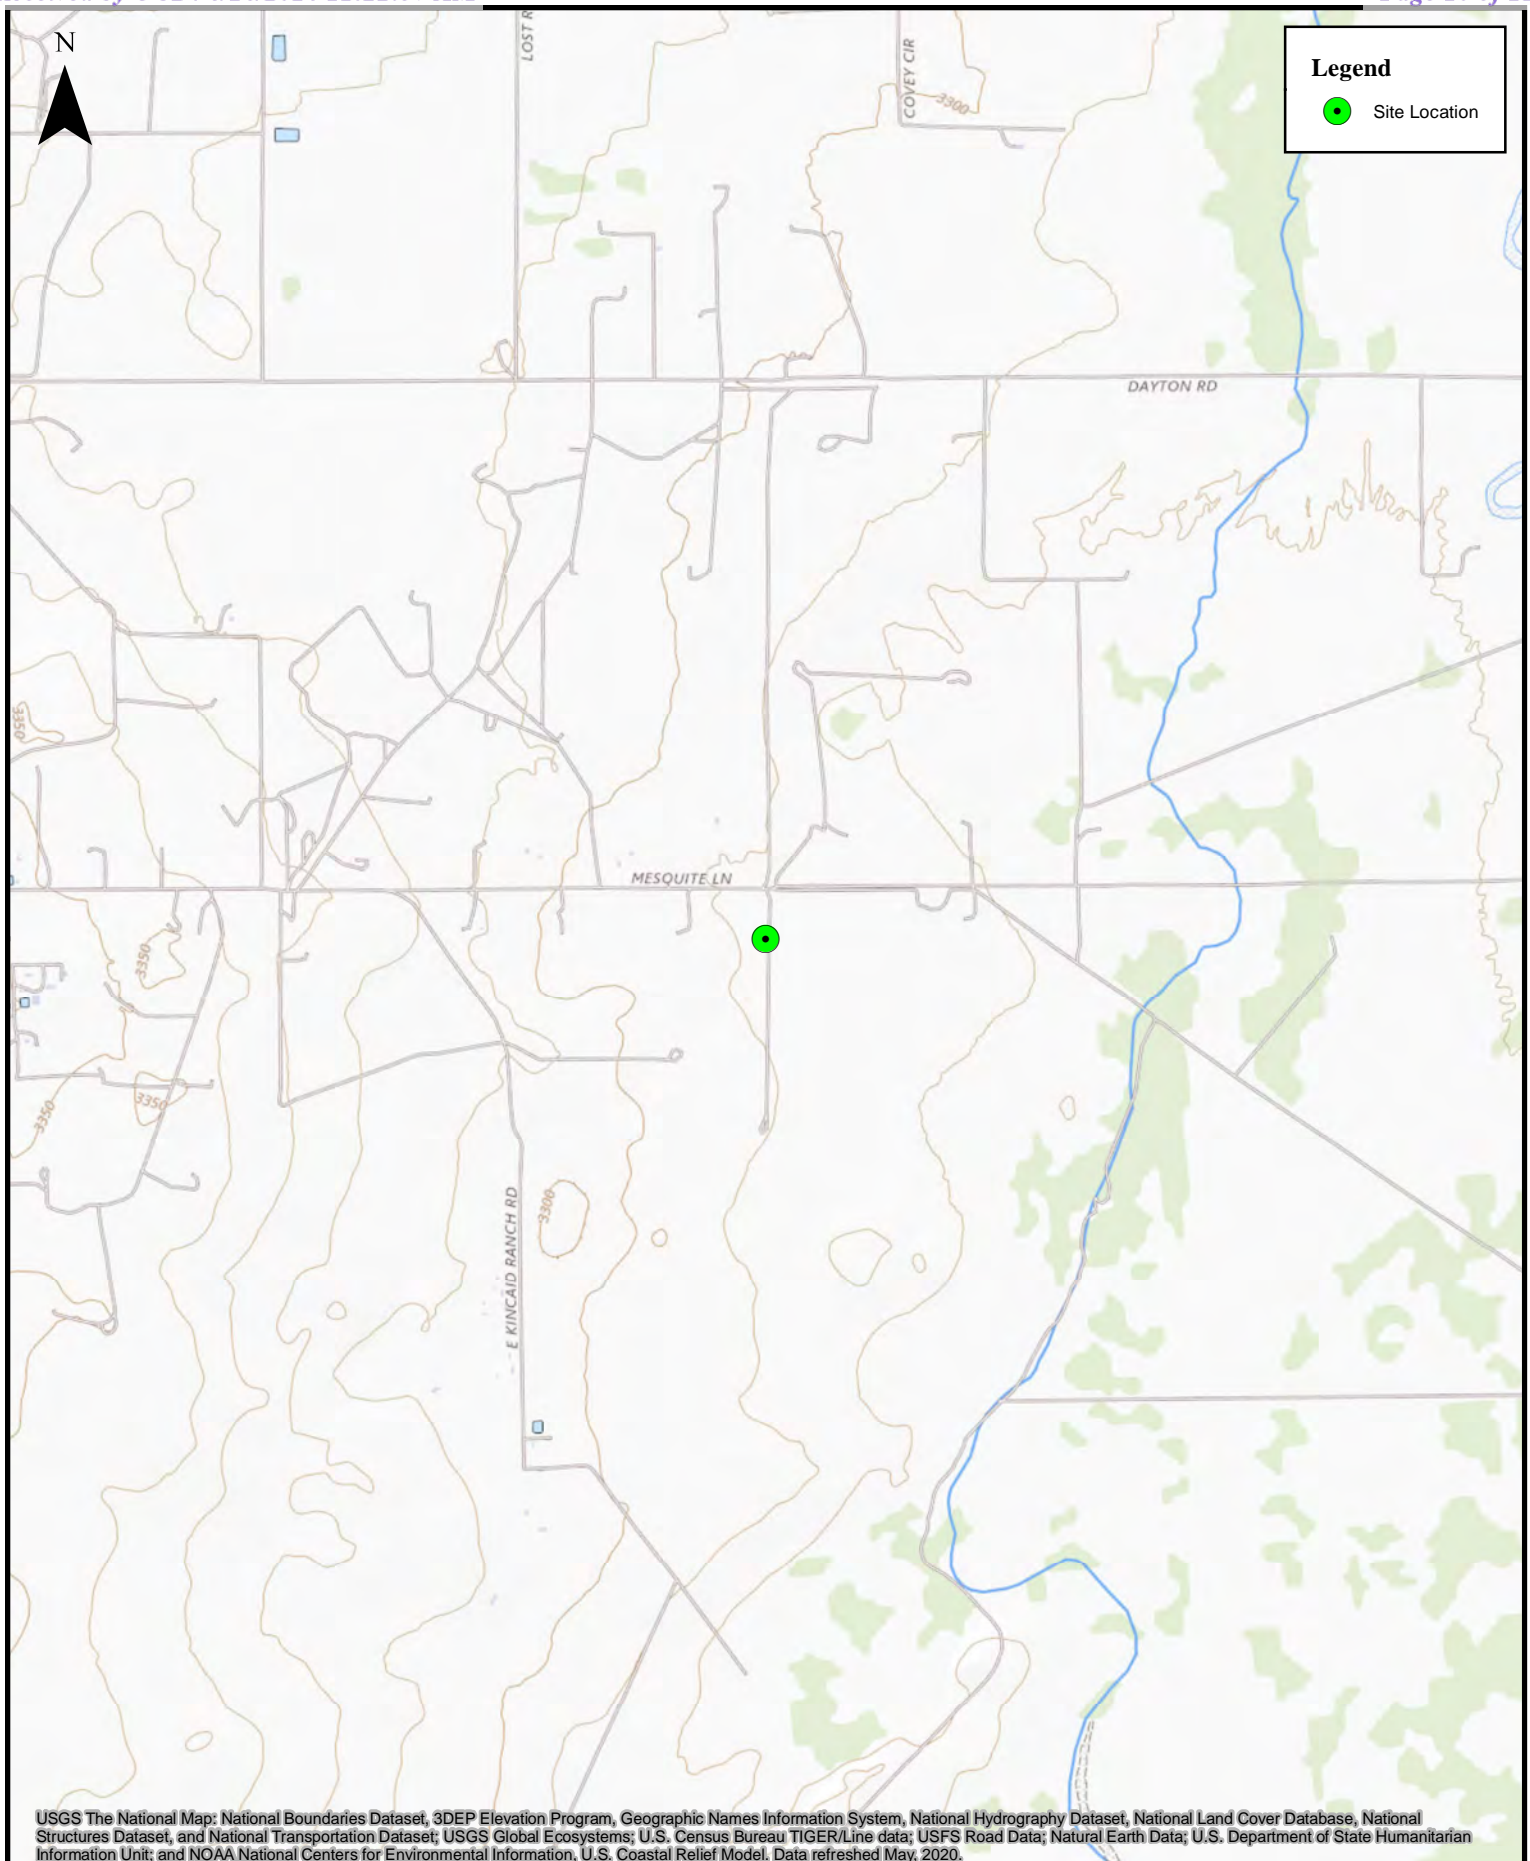 N
LOST R
COVEY CIR
3300
Legend
Site Location
DAYTON RD
3350
MESQUITE LN
3350
3350
3350
E KINCAID RANCH RD
3300
USGS The National Map: National Boundaries Dataset, 3DEP Elevation Program, Geographic Names Information System, National Hydrography Dataset, National Land Cover Database, National
Structures Dataset, and National Transportation Dataset; USGS Global Ecosystems; U.S. Census Bureau TIGER/Line data; USFS Road Data; Natural Earth Data; U.S. Department of State Humanitarian
Information Unit; and NOAA National Centers for Environmental Information, U.S. Coastal Relief Model. Data refreshed May, 2020.